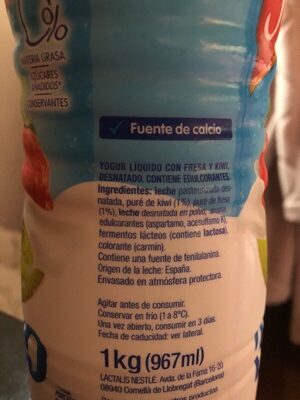 0%
MATERIA GRASA
AZÚCARES
AÑADIDOS*
CONSERVANTES
Fuente de calcio
YOGUR LÍQUIDO CON FRESA Y KIWI,
DESNATADO. CONTIENE EDULCORANTES.
Ingredientes: leche pasteurizada des-
natada, puré de kiwi (1%), puré de fresa
(1%), leche desnatada en polvo, aroma,
edulcorantes (aspartamo, acesulfamo K),
fermentos lácteos (contiene lactosa),
colorante (carmín).
Contiene una fuente de fenilalanina.
Origen de la leche: España.
Envasado en atmósfera protectora.
Agitar antes de consumir.
Conservar en frío (1 a 8ºC).
Una vez abierto, consumir en 3 días.
Fecha de caducidad: ver lateral.
1kg (967ml)
LACTALIS NESTLÉ. Avda. de la Fama 16-20
08940 Cornellà de Llobregat (Barcelona)
otros productos